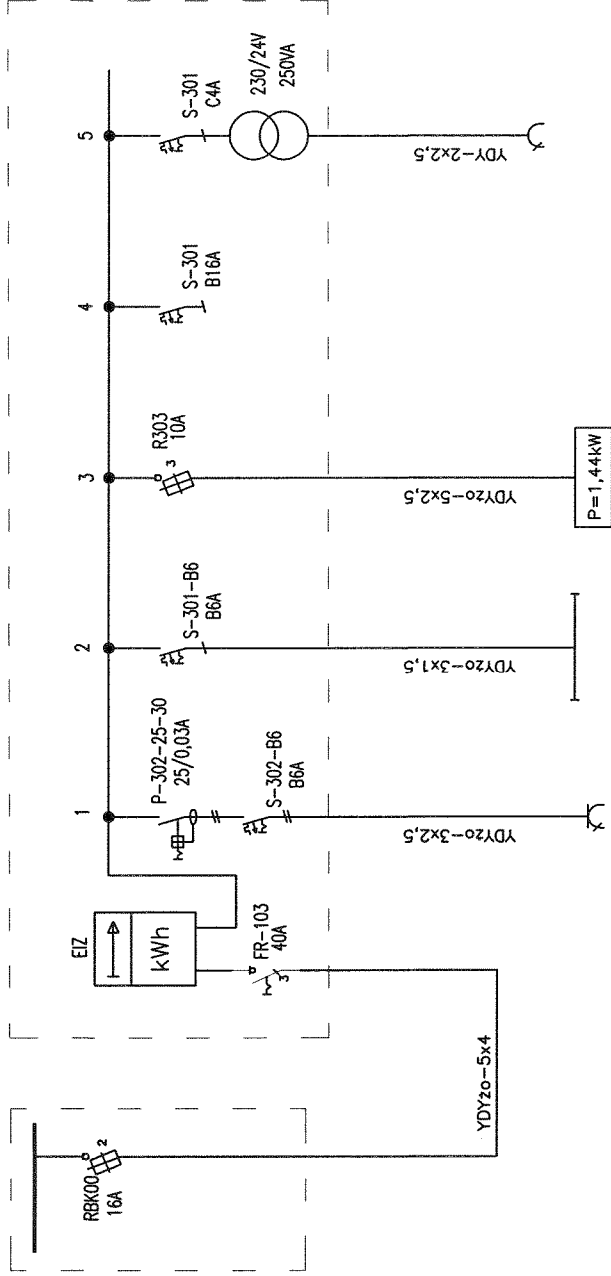 RBK00
16A
2
YDYżo-5x4
EIZ
kWh
FR-103
40A
3
1
P-302-25-30
25/0,03A
S-302-B6
B6A
YDYżo-3x2,5
2
S-301-B6
B6A
YDYżo-3x1,5
3
R303
10A
3
YDYżo-5x2,5
P=1,44kW
4
S-301
B16A
5
S-301
C4A
230/24V
250VA
YDY-2x2,5